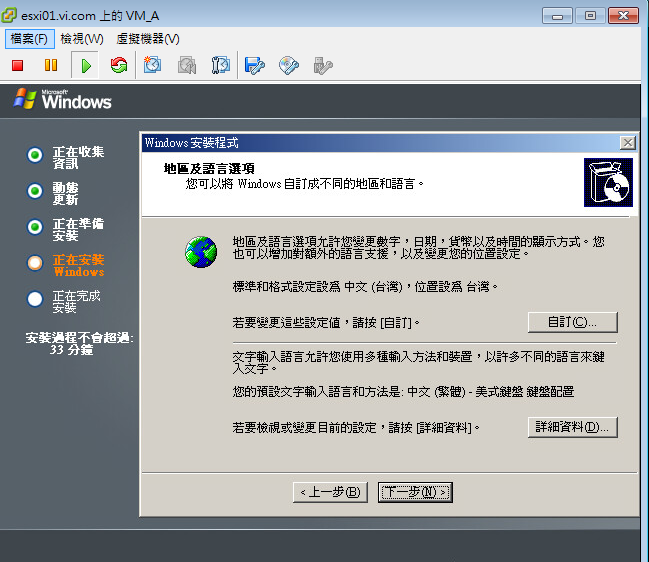 esxi01.vi.com 上的 VM_A
檔案(F) 檢視(W) 虛擬機器(V)
Microsoft
Windows
正在收集
資訊
動態
更新
正在準備
安裝
正在安裝
Windows
正在完成
安裝
安裝過程不會超過:
33 分鐘
Windows 安裝程式
地區及語言選項
您可以將 Windows 自訂成不同的地區和語言。
地區及語言選項允許您變更數字，日期，貨幣以及時間的顯示方式。您
也可以增加對額外的語言支援，以及變更您的位置設定。
標準和格式設定設為 中文 (台灣)，位置設為 台灣。
若要變更這些設定值，請按 [自訂]。
自訂(C)...
文字輸入語言允許您使用多種輸入方法和裝置，以許多不同的語言來鍵
入文字。
您的預設文字輸入語言和方法是: 中文 (繁體) - 美式鍵盤 鍵盤配置
若要檢視或變更目前的設定，請按 [詳細資料]。
詳細資料(D)...
< 上一步(B)
下一步(N) >